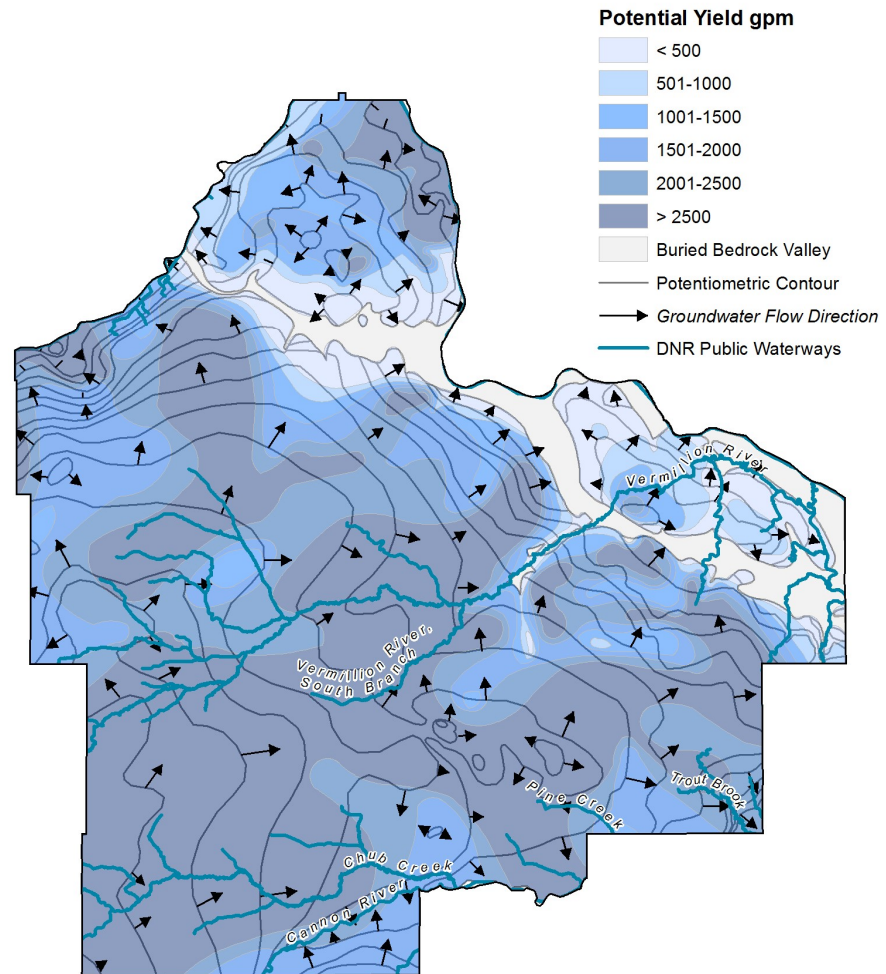 Potential Yield gpm
< 500
501-1000
1001-1500
1501-2000
2001-2500
> 2500
Buried Bedrock Valley
Potentiometric Contour
Groundwater Flow Direction
DNR Public Waterways
Vermillion River
Vermillion River,
South Branch
Trout Brook
Pine Creek
Chub Creek
Cannon River